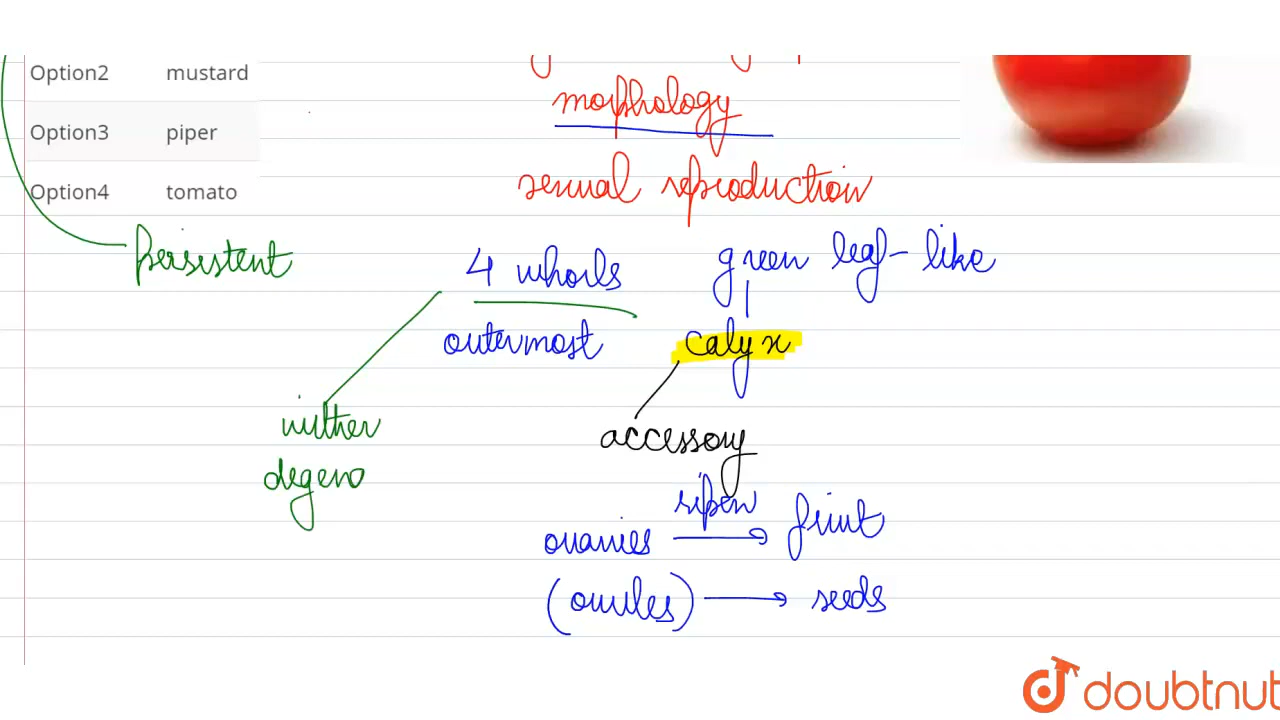 Option2 mustard
morphology
Option3 piper
sexual reproduction
Option4 tomato
Persistent
4 whorls green leaf-like
outermost calyx
wither
accessory
degene
ripen
ovaries → fruit
(ovules) → seeds
doubtnut